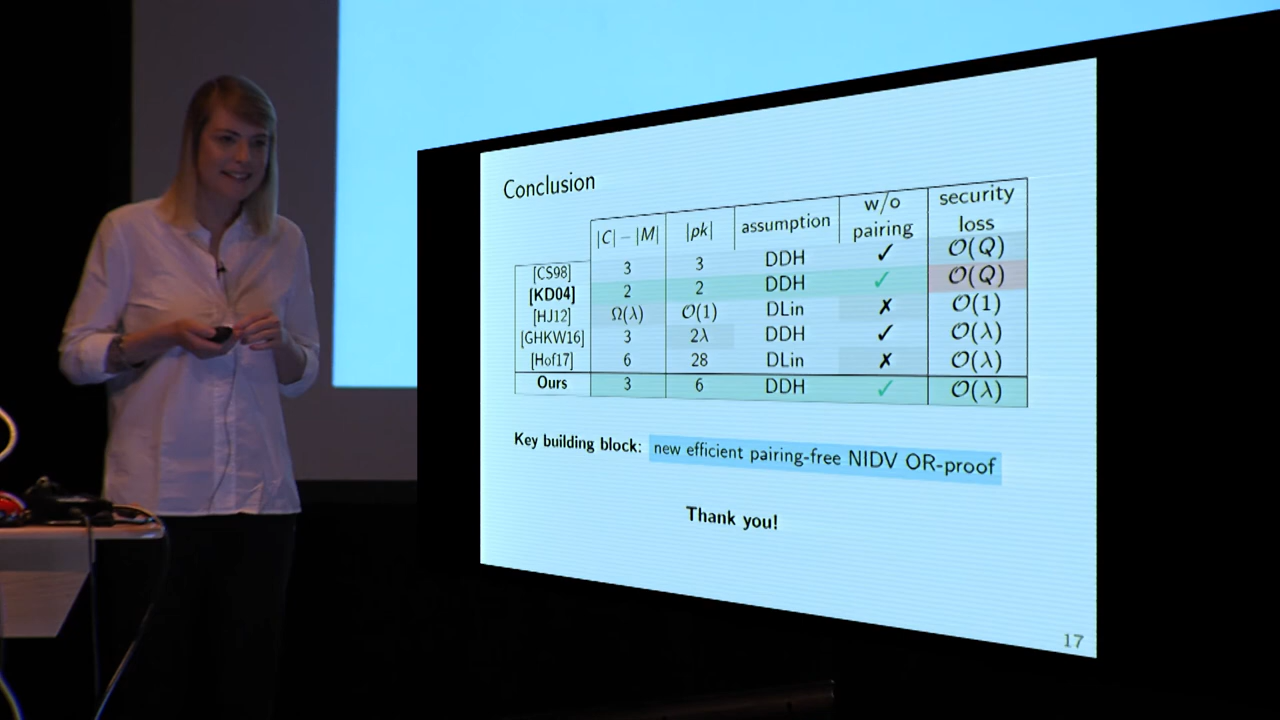 Conclusion
|C| − |M| |pk| assumption w/o pairing security loss
[CS98] 3 3 DDH ✓ O(Q)
[KD04] 2 2 DDH ✓ O(Q)
[HJ12] Ω(λ) O(1) DLin ✗ O(1)
[GHKW16] 3 2λ DDH ✓ O(λ)
[Hof17] 6 28 DLin ✗ O(λ)
Ours 3 6 DDH ✓ O(λ)
Key building block: new efficient pairing-free NIDV OR-proof
Thank you!
17